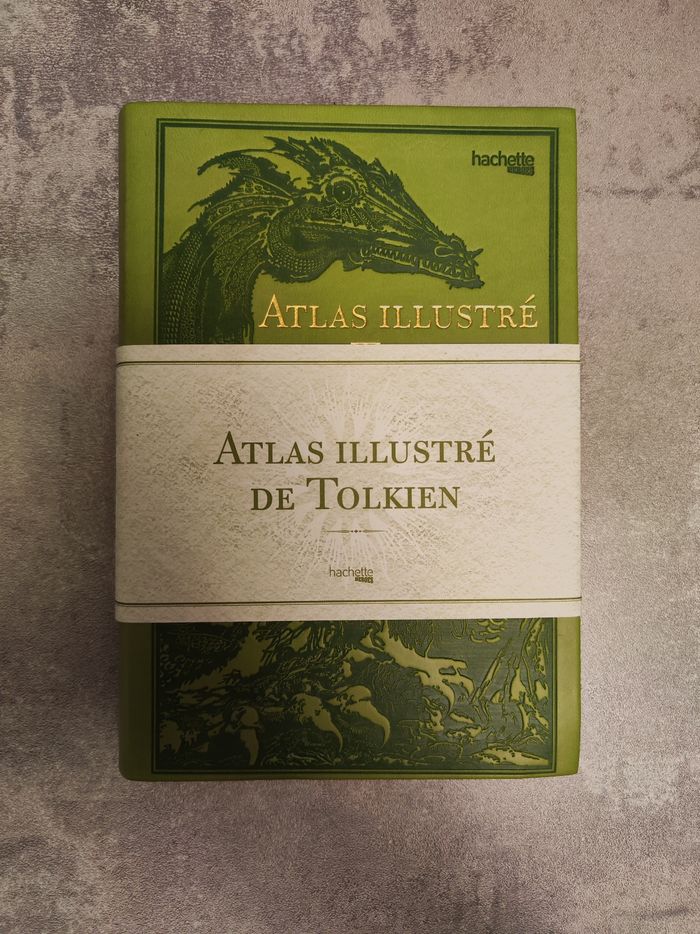 hachette
HEROES
ATLAS ILLUSTRÉ
ATLAS ILLUSTRÉ
DE TOLKIEN
hachette
HEROES